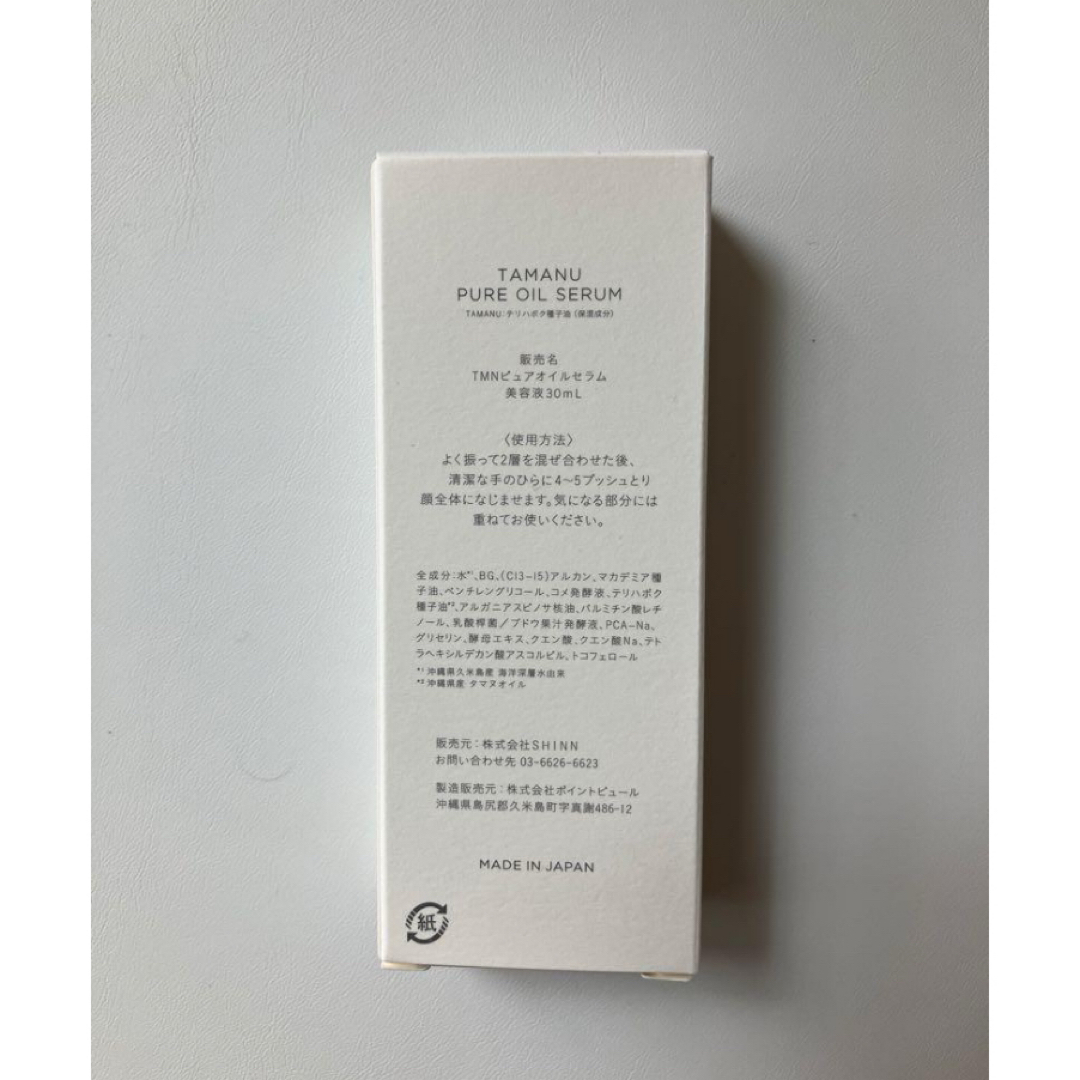 TAMANU
PURE OIL SERUM
TAMANU:テリハボク種子油(保湿成分)
販売名
TMNピュアオイルセラム
美容液30mL
〈使用方法〉
よく振って2層を混ぜ合わせた後、
清潔な手のひらに4〜5プッシュとり
顔全体になじませます。気になる部分には
重ねてお使いください。
全成分:水*¹、BG、(C13-15)アルカン、マカデミア種
子油、ペンチレングリコール、コメ発酵液、テリハボク
種子油*²、アルガニアスピノサ核油、パルミチン酸レチ
ノール、乳酸桿菌/ブドウ果汁発酵液、PCA-Na、
グリセリン、酵母エキス、クエン酸、クエン酸Na、テト
ラヘキシルデカン酸アスコルビル、トコフェロール
*¹ 沖縄県久米島産 海洋深層水由来
*² 沖縄県産 タマヌオイル
販売元:株式会社SHINN
お問い合わせ先 03-6626-6623
製造販売元:株式会社ポイントピュール
沖縄県島尻郡久米島町字真謝486-12
MADE IN JAPAN
紙